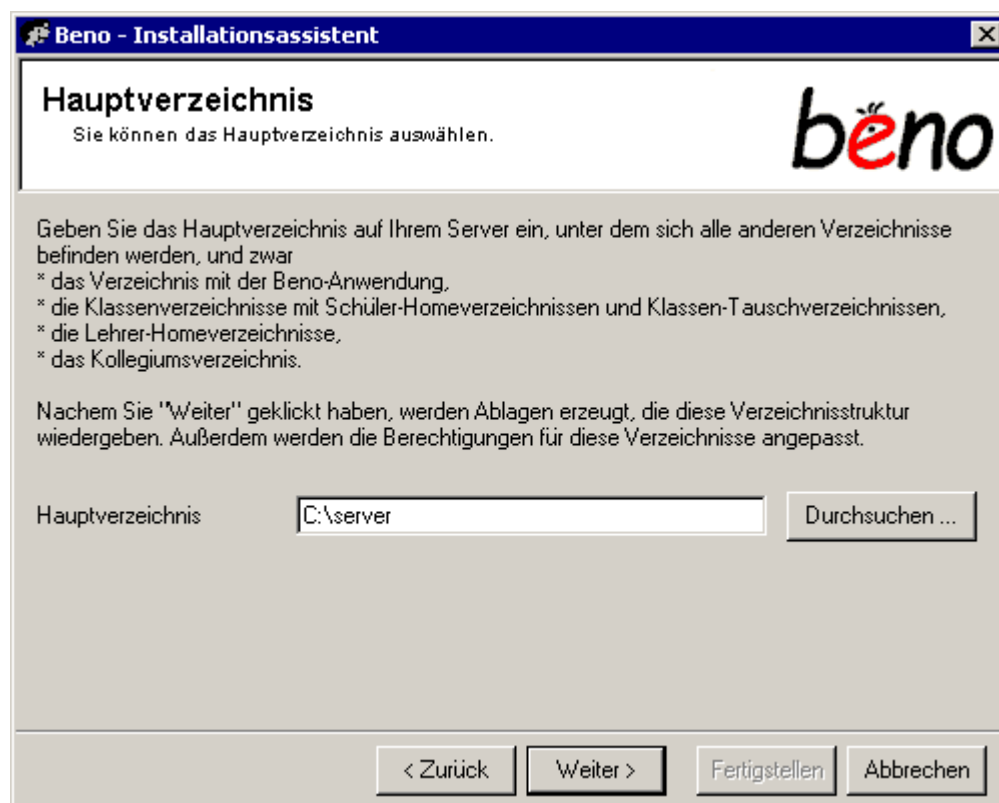 Beno - Installationsassistent
Hauptverzeichnis
Sie können das Hauptverzeichnis auswählen.
beno
Geben Sie das Hauptverzeichnis auf Ihrem Server ein, unter dem sich alle anderen Verzeichnisse
befinden werden, und zwar
* das Verzeichnis mit der Beno-Anwendung,
* die Klassenverzeichnisse mit Schüler-Homeverzeichnissen und Klassen-Tauschverzeichnissen,
* die Lehrer-Homeverzeichnisse,
* das Kollegiumsverzeichnis.
Nachem Sie "Weiter" geklickt haben, werden Ablagen erzeugt, die diese Verzeichnisstruktur
wiedergeben. Außerdem werden die Berechtigungen für diese Verzeichnisse angepasst.
Hauptverzeichnis C:\server Durchsuchen ...
< Zurück Weiter > Fertigstellen Abbrechen